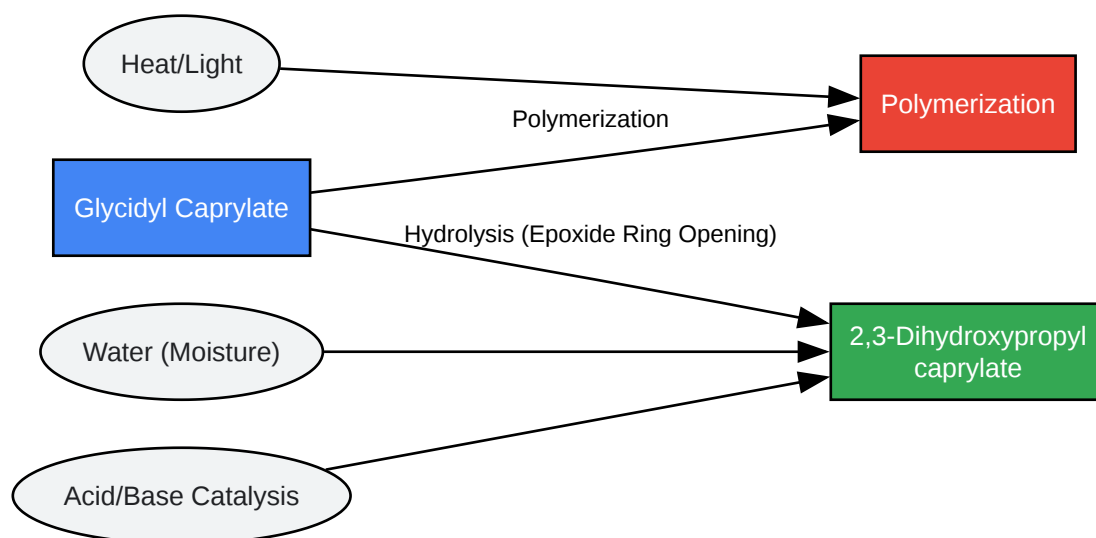 Heat/Light
Polymerization
Polymerization
Glycidyl Caprylate
Hydrolysis (Epoxide Ring Opening)
Water (Moisture)
2,3-Dihydroxypropyl
caprylate
Acid/Base Catalysis